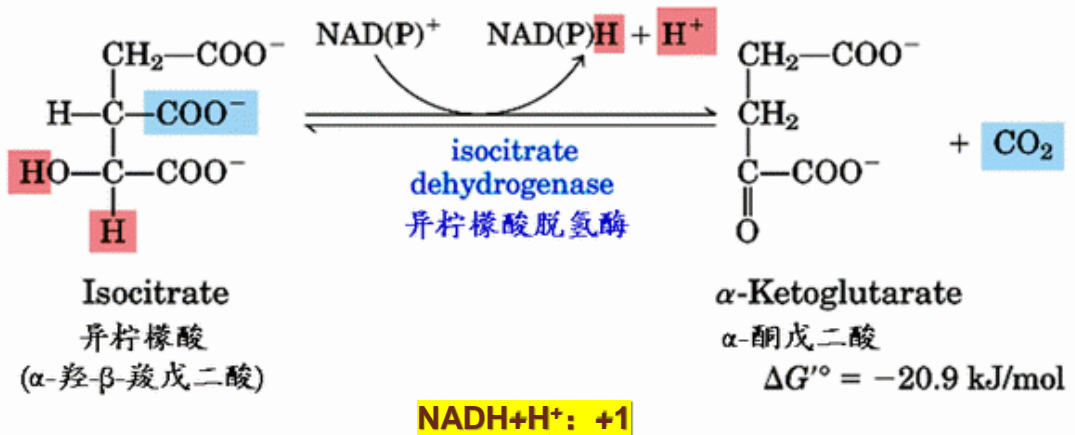 CH₂—COO⁻
H—C—COO⁻
HO—C—COO⁻
H
Isocitrate
异柠檬酸
(α-羟-β-羧戊二酸)
NAD(P)⁺ NAD(P)H + H⁺
isocitrate
dehydrogenase
异柠檬酸脱氢酶
CH₂—COO⁻
CH₂
C—COO⁻
O
+ CO₂
α-Ketoglutarate
α-酮戊二酸
ΔG′° = −20.9 kJ/mol
NADH+H⁺：+1